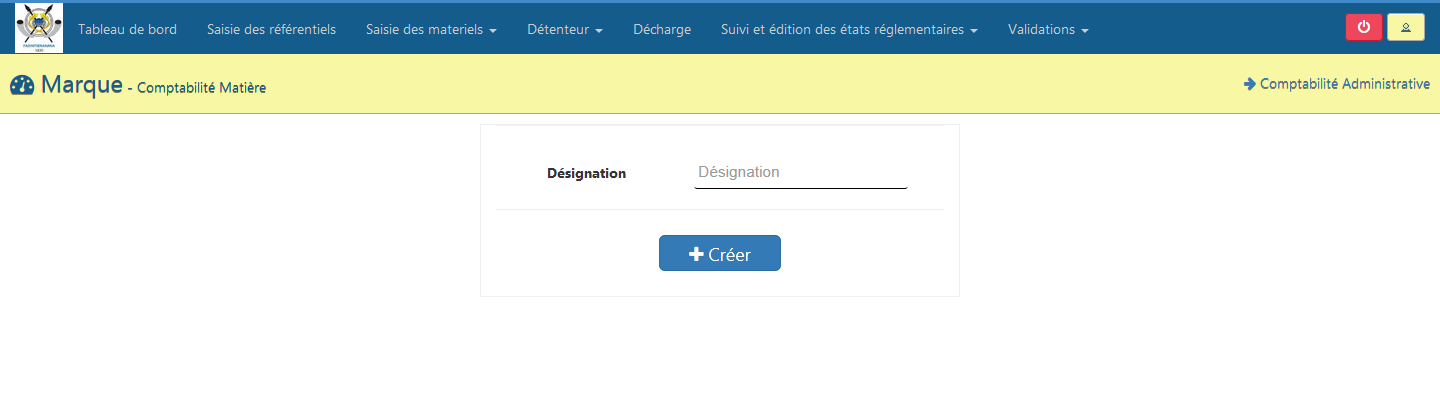 Tableau de bord Saisie des référentiels Saisie des materiels Détenteur Décharge Suivi et édition des états réglementaires Validations
Marque - Comptabilité Matière
Comptabilité Administrative
Désignation
Désignation
Créer